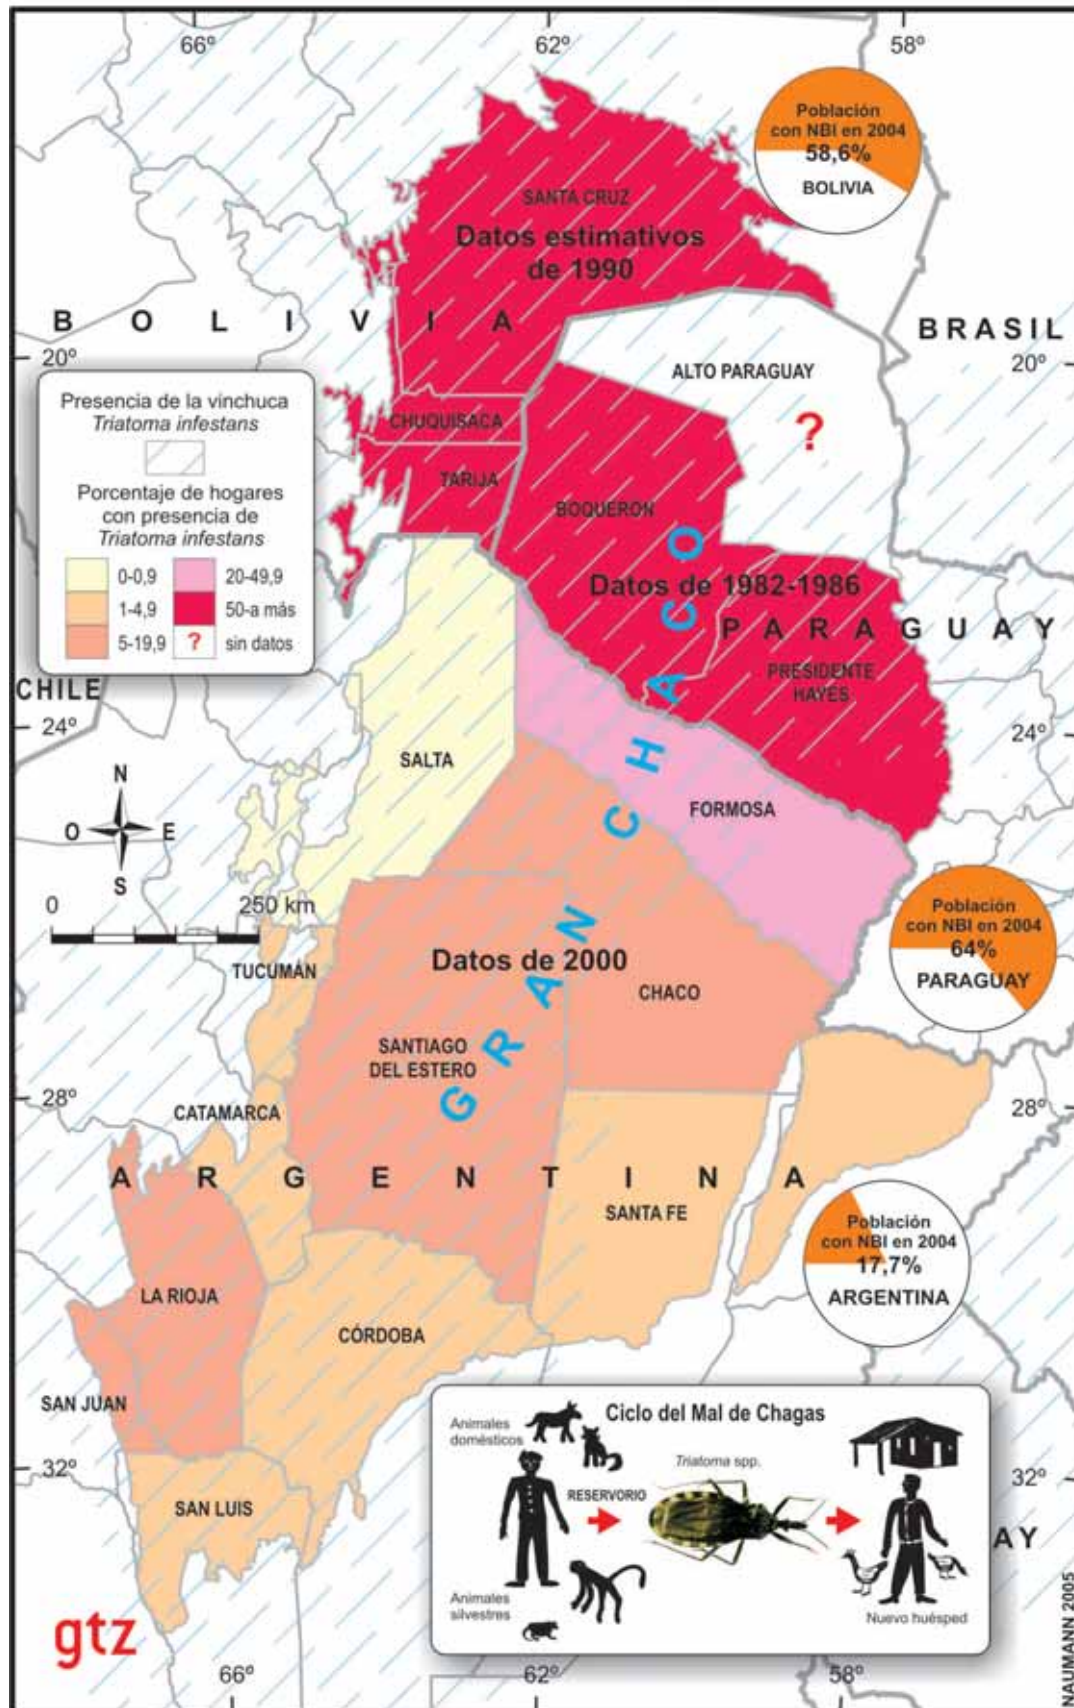 66º
62º
58º
Población
con NBI en 2004
58,6%
BOLIVIA
SANTA CRUZ
Datos estimativos
de 1990
BOLIVIA
BRASIL
20º
20º
ALTO PARAGUAY
?
Presencia de la vinchuca
Triatoma infestans
Porcentaje de hogares
con presencia de
Triatoma infestans
0-0,9
20-49,9
1-4,9
50-a más
5-19,9
? sin datos
CHUQUISACA
TARIJA
BOQUERON
Datos de 1982-1986
PARAGUAY
PRESIDENTE
HAYES
CHILE
24º
24º
SALTA
FORMOSA
N
O
E
S
0
250 km
GRAN CHACO
Población
con NBI en 2004
64%
PARAGUAY
TUCUMÁN
Datos de 2000
CHACO
SANTIAGO
DEL ESTERO
28º
28º
CATAMARCA
ARGENTINA
SANTA FE
Población
con NBI en 2004
17,7%
ARGENTINA
LA RIOJA
CÓRDOBA
SAN JUAN
32º
32º
SAN LUIS
Ciclo del Mal de Chagas
Animales
domésticos
Triatoma spp.
RESERVORIO
Animales
silvestres
Nuevo huésped
AY
gtz
NAUMANN 2005
66º
62º
58º